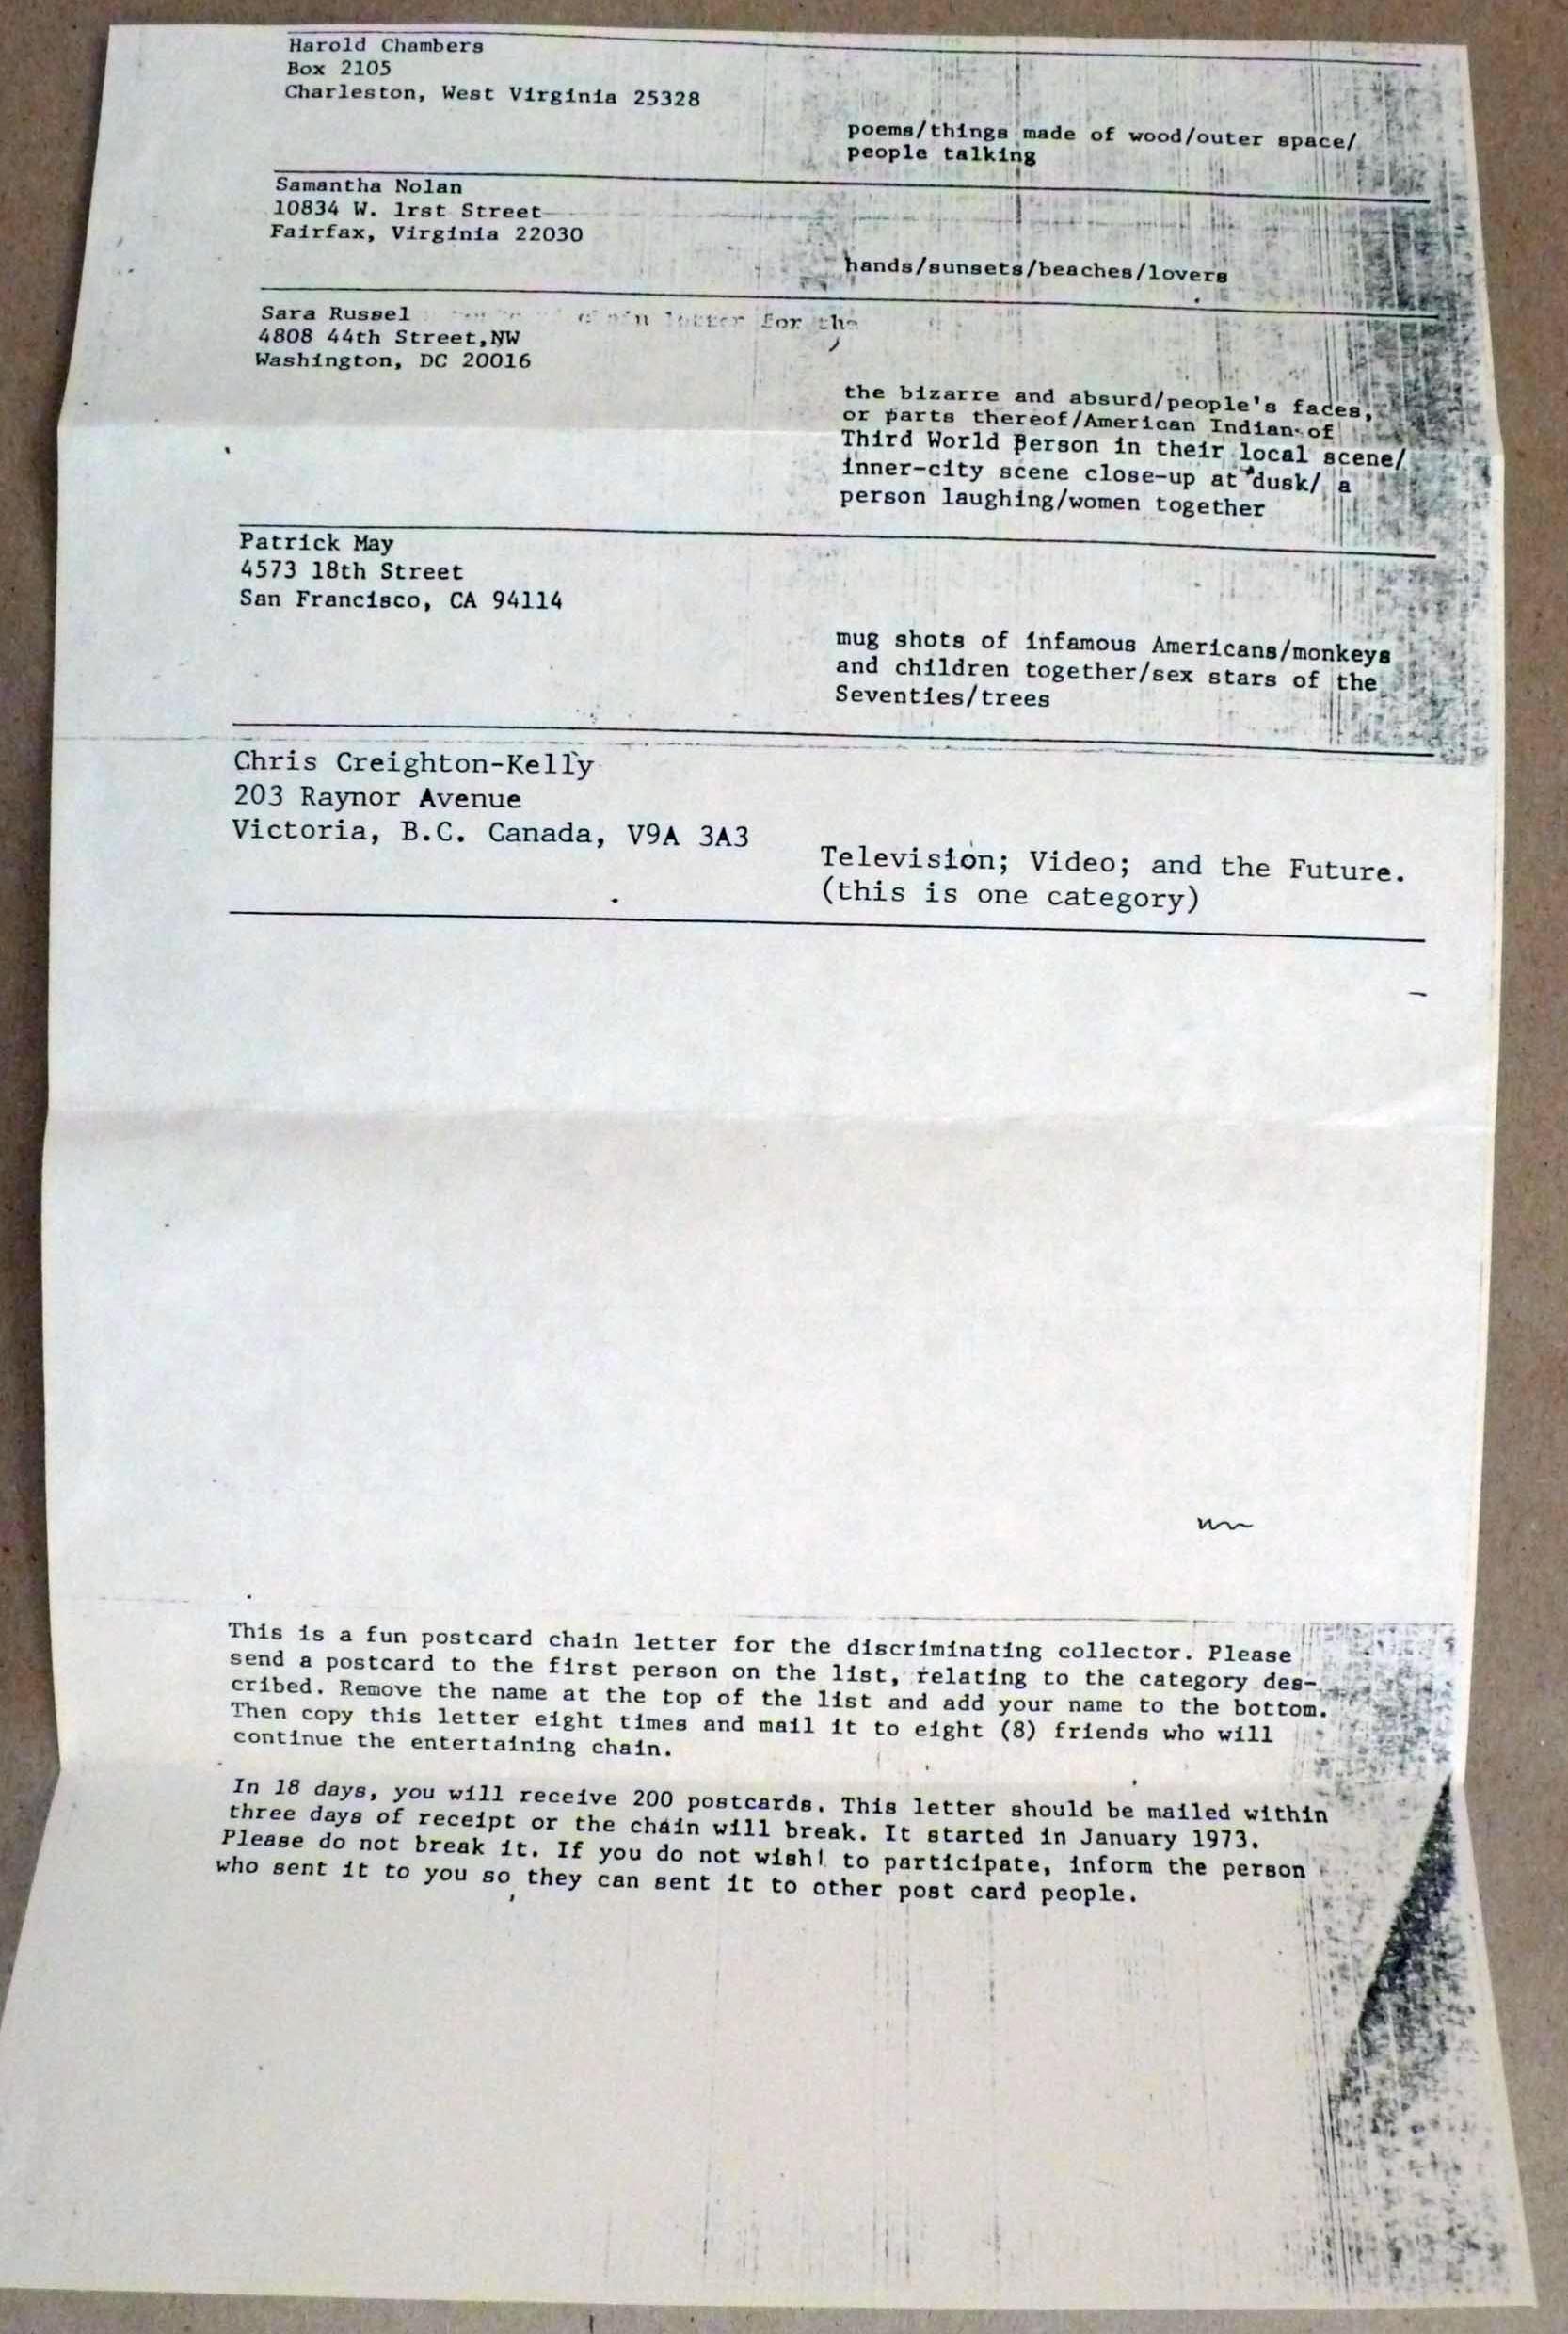 Harold Chambers
Box 2105
Charleston, West Virginia 25328
poems/things made of wood/outer space/
people talking
Samantha Nolan
10834 W. 1rst Street
Fairfax, Virginia 22030
hands/sunsets/beaches/lovers
Sara Russel
letter for the
4808 44th Street,NW
Washington, DC 20016
the bizarre and absurd/people's faces,
or parts thereof/American Indian of
Third World Person in their local scene/
inner-city scene close-up at dusk/ a
person laughing/women together
Patrick May
4573 18th Street
San Francisco, CA 94114
mug shots of infamous Americans/monkeys
and children together/sex stars of the
Seventies/trees
Chris Creighton-Kelly
203 Raynor Avenue
Victoria, B.C. Canada, V9A 3A3
Television; Video; and the Future.
(this is one category)
This is a fun postcard chain letter for the discriminating collector. Please
send a postcard to the first person on the list, relating to the category des-
cribed. Remove the name at the top of the list and add your name to the bottom.
Then copy this letter eight times and mail it to eight (8) friends who will
continue the entertaining chain.
In 18 days, you will receive 200 postcards. This letter should be mailed within
three days of receipt or the chain will break. It started in January 1973.
Please do not break it. If you do not wish to participate, inform the person
who sent it to you so they can sent it to other post card people.